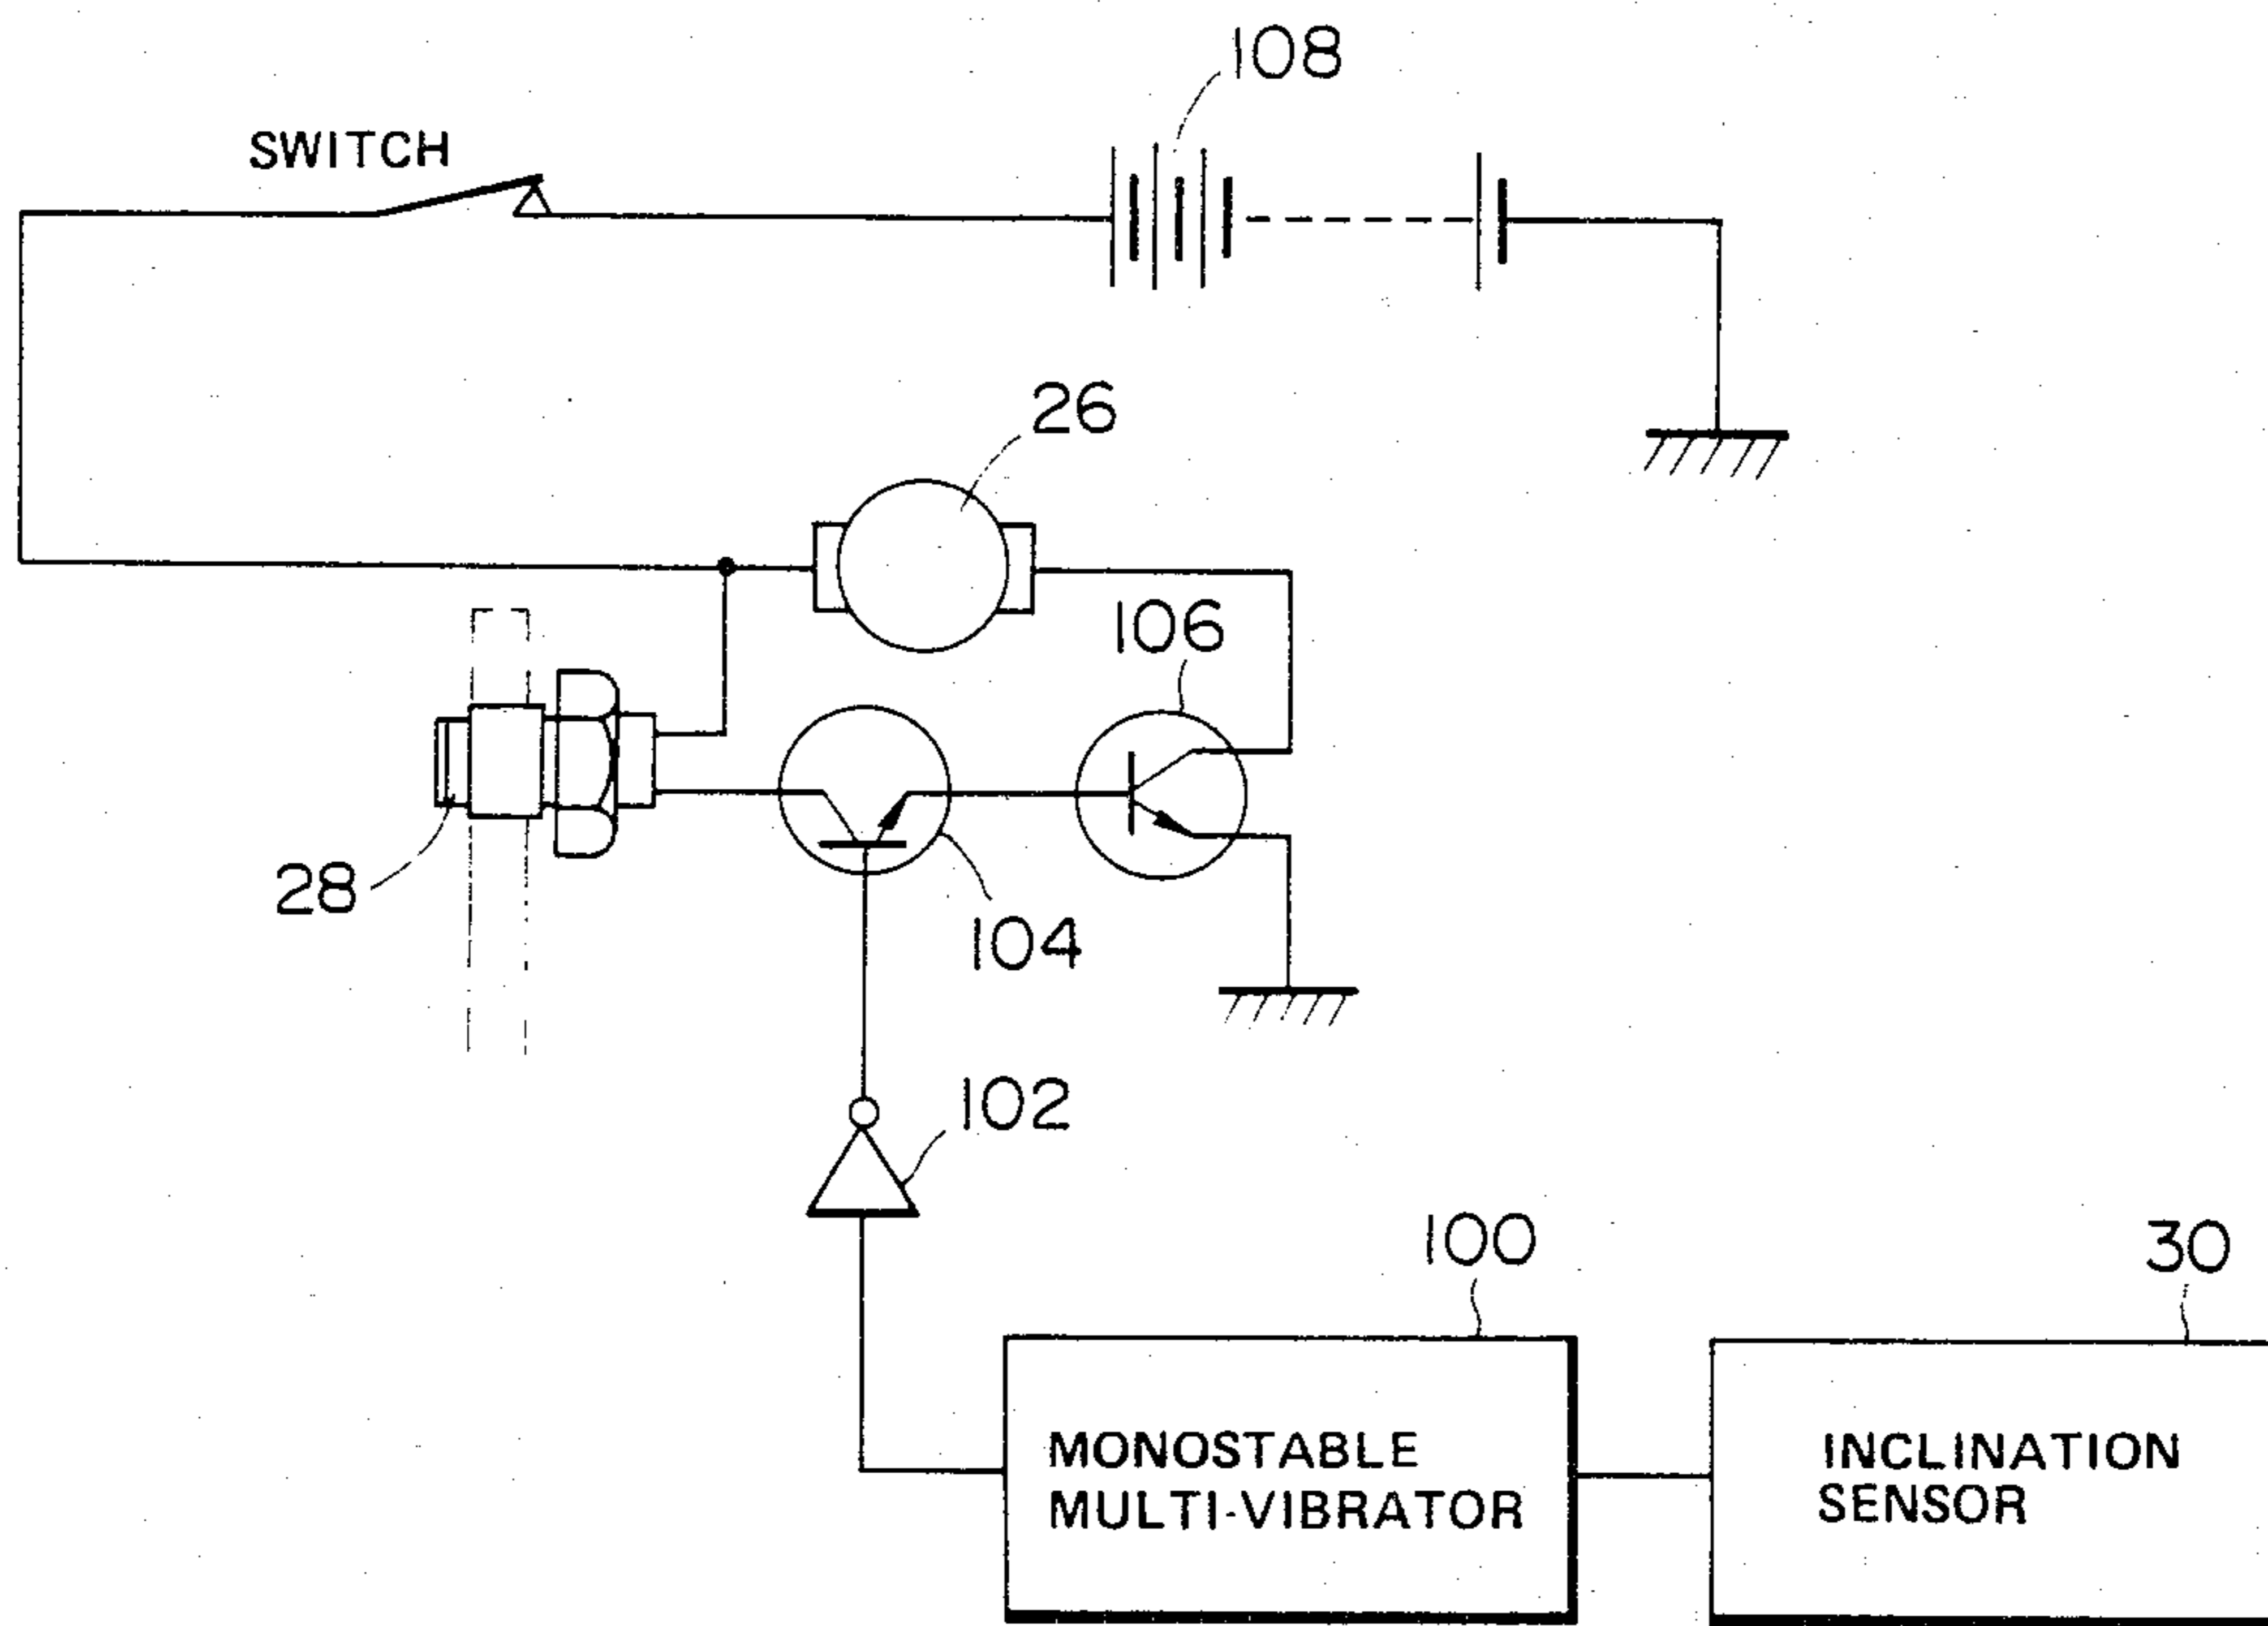 108
SWITCH
26
106
28
104
102
100
30
MONOSTABLE
MULTI-VIBRATOR
INCLINATION
SENSOR